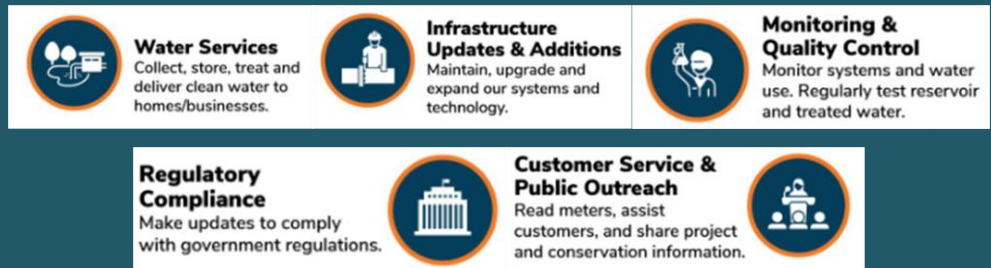 Water Services
Collect, store, treat and
deliver clean water to
homes/businesses.
Infrastructure
Updates & Additions
Maintain, upgrade and
expand our systems and
technology.
Monitoring &
Quality Control
Monitor systems and water
use. Regularly test reservoir
and treated water.
Regulatory
Compliance
Make updates to comply
with government regulations.
Customer Service &
Public Outreach
Read meters, assist
customers, and share project
and conservation information.